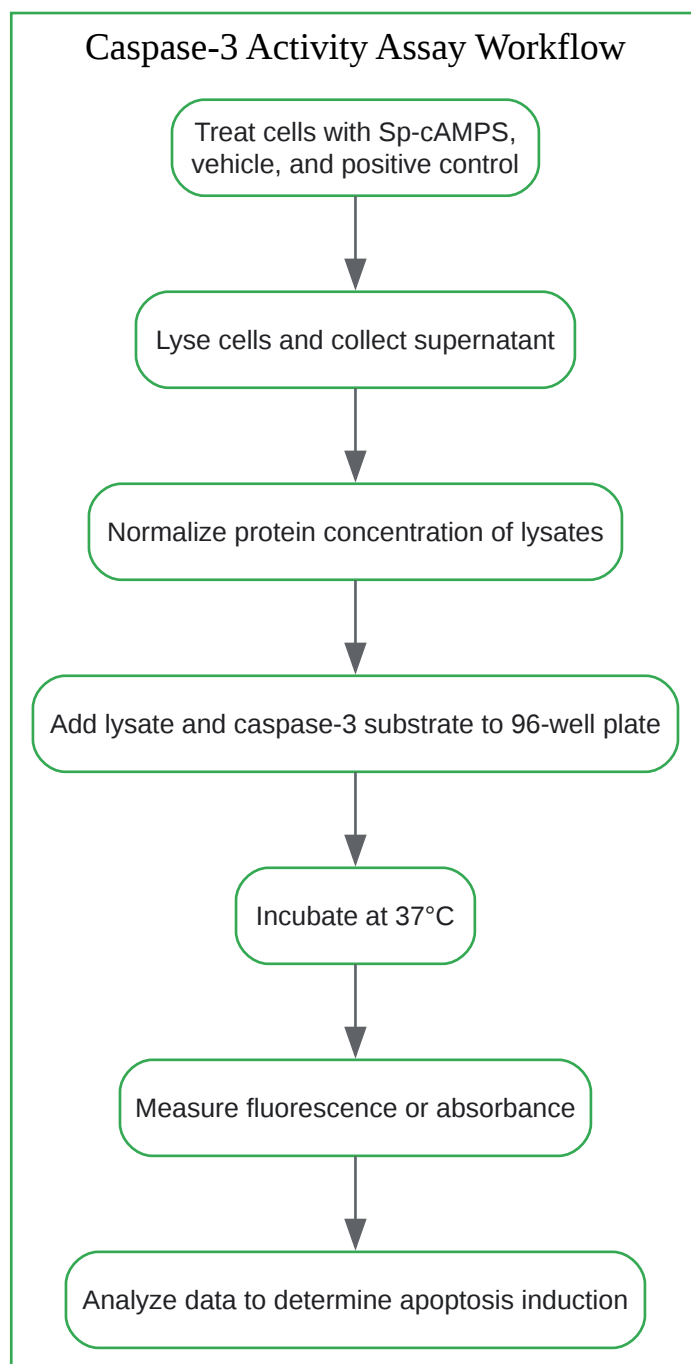 Caspase-3 Activity Assay Workflow
Treat cells with Sp-cAMPS,
vehicle, and positive control
Lyse cells and collect supernatant
Normalize protein concentration of lysates
Add lysate and caspase-3 substrate to 96-well plate
Incubate at 37°C
Measure fluorescence or absorbance
Analyze data to determine apoptosis induction